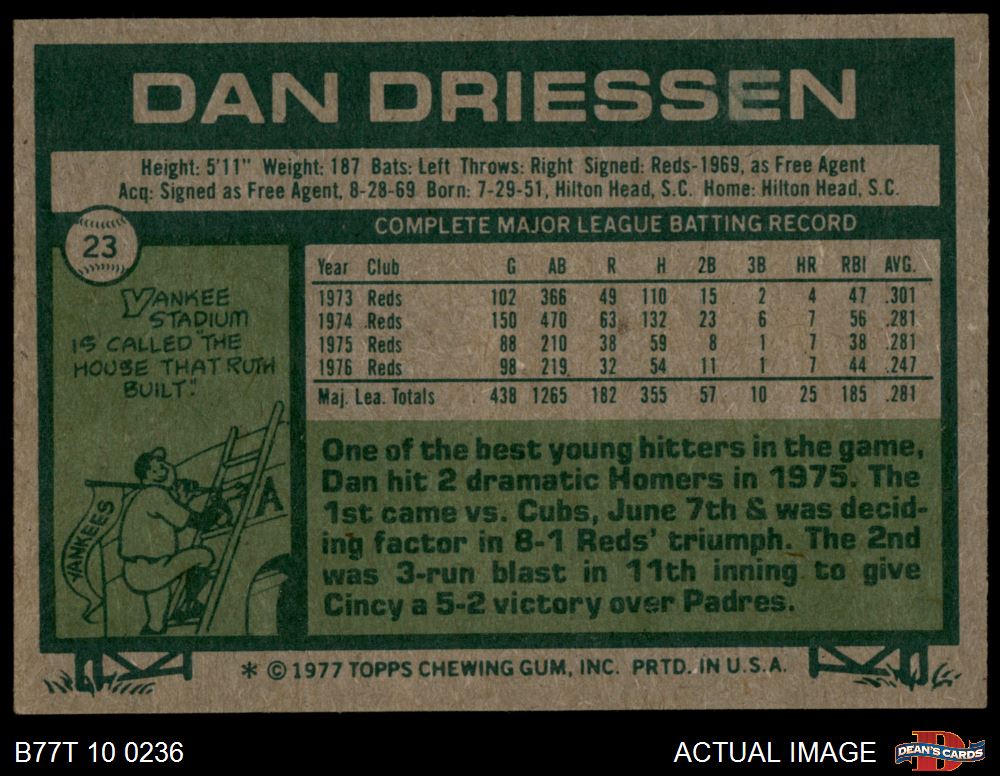 DAN DRIESSEN
Height: 5'11" Weight: 187 Bats: Left Throws: Right Signed: Reds-1969, as Free Agent
Acq: Signed as Free Agent, 8-28-69 Born: 7-29-51, Hilton Head, S.C. Home: Hilton Head, S.C.
23
COMPLETE MAJOR LEAGUE BATTING RECORD
Year Club G AB R H 2B 3B HR RBI AVG.
1973 Reds 102 366 49 110 15 2 4 47 .301
1974 Reds 150 470 63 132 23 6 7 56 .281
1975 Reds 88 210 38 59 8 1 7 38 .281
1976 Reds 98 219 32 54 11 1 7 44 .247
Maj. Lea. Totals 438 1265 182 355 57 10 25 185 .281
YANKEE
STADIUM
IS CALLED "THE
HOUSE THAT RUTH
BUILT."
YANKEES
A
One of the best young hitters in the game,
Dan hit 2 dramatic Homers in 1975. The
1st came vs. Cubs, June 7th & was decid-
ing factor in 8-1 Reds' triumph. The 2nd
was 3-run blast in 11th inning to give
Cincy a 5-2 victory over Padres.
* © 1977 TOPPS CHEWING GUM, INC. PRTD. IN U.S.A.
B77T 10 0236
ACTUAL IMAGE
D
DEAN'S CARDS